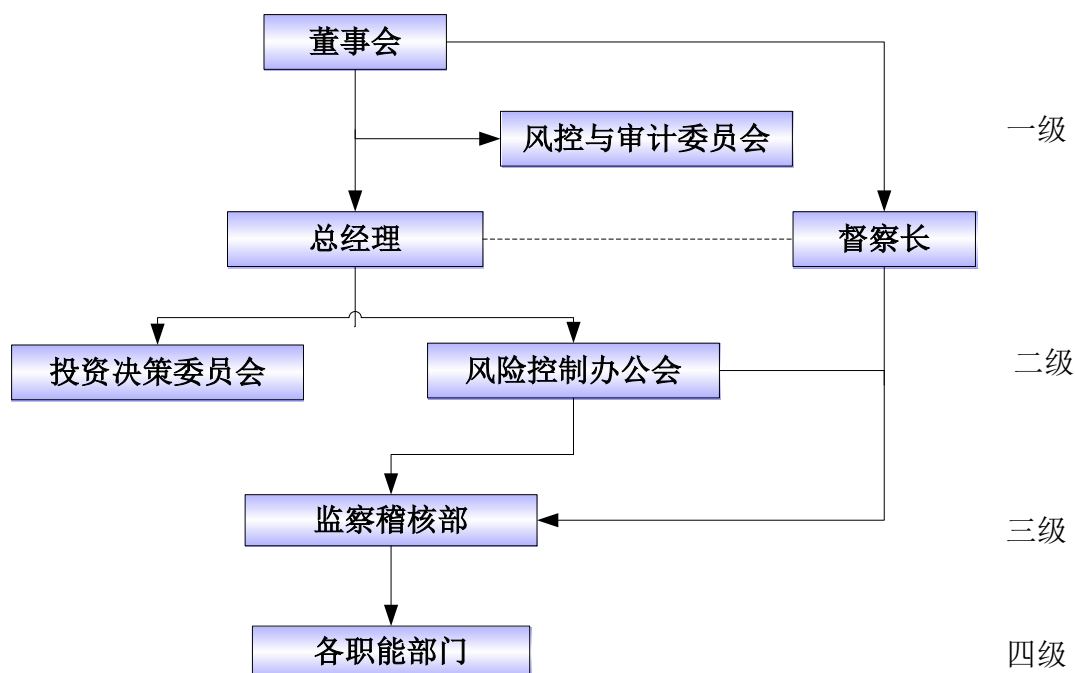 董事会
风控与审计委员会
一级
总经理
督察长
投资决策委员会
风险控制办公会
二级
监察稽核部
三级
各职能部门
四级